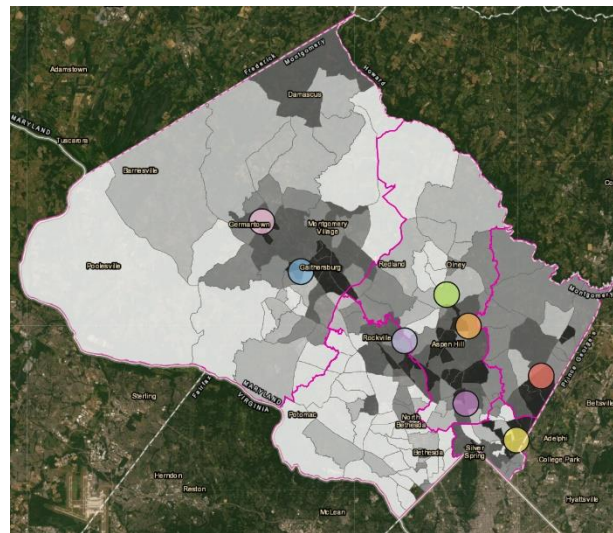 Adamstown
Frederick
Montgomery
Howard
Damascus
MARYLAND
Tuscarora
Barnesville
Germantown
Montgomery
Village
Poolesville
Gaithersburg
Redland
Olney
Montgomery
Rockville
Aspen Hill
Prince George's
Fairfax
MARYLAND
VIRGINIA
Sterling
Potomac
North
Bethesda
Beltsville
Adelphi
Bethesda
Silver
Spring
College Park
Herndon
Reston
McLean
Hyattsville